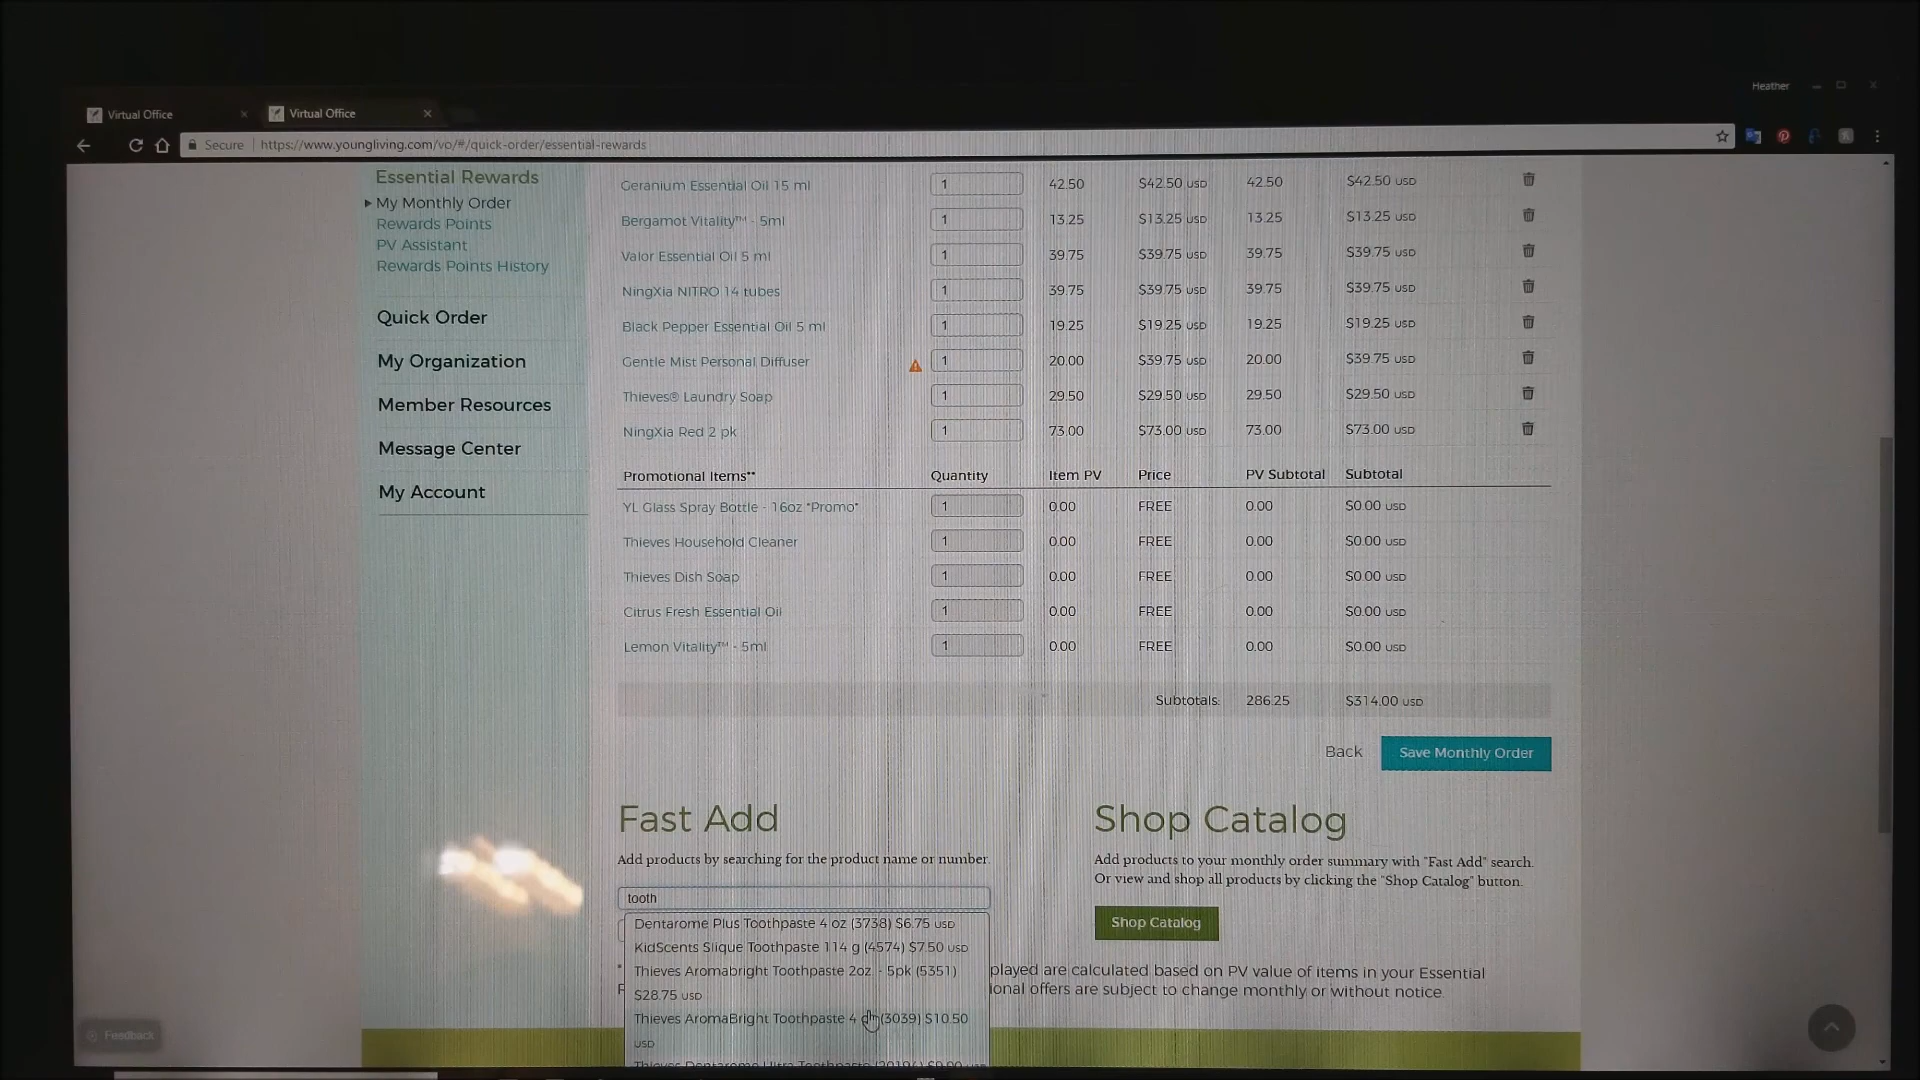 Heather
Virtual Office
Virtual Office
Secure
https://www.youngliving.com/vo/#/quick-order/essential-rewards
Essential Rewards
My Monthly Order
Rewards Points
PV Assistant
Rewards Points History
Quick Order
My Organization
Member Resources
Message Center
My Account
Geranium Essential Oil 15 ml 1 42.50 $42.50 USD 42.50 $42.50 USD
Bergamot Vitality™ - 5ml 1 13.25 $13.25 USD 13.25 $13.25 USD
Valor Essential Oil 5 ml 1 39.75 $39.75 USD 39.75 $39.75 USD
NingXia NITRO 14 tubes 1 39.75 $39.75 USD 39.75 $39.75 USD
Black Pepper Essential Oil 5 ml 1 19.25 $19.25 USD 19.25 $19.25 USD
Gentle Mist Personal Diffuser 1 20.00 $39.75 USD 20.00 $39.75 USD
Thieves® Laundry Soap 1 29.50 $29.50 USD 29.50 $29.50 USD
NingXia Red 2 pk 1 73.00 $73.00 USD 73.00 $73.00 USD
Promotional Items** Quantity Item PV Price PV Subtotal Subtotal
YL Glass Spray Bottle - 16oz *Promo* 1 0.00 FREE 0.00 $0.00 USD
Thieves Household Cleaner 1 0.00 FREE 0.00 $0.00 USD
Thieves Dish Soap 1 0.00 FREE 0.00 $0.00 USD
Citrus Fresh Essential Oil 1 0.00 FREE 0.00 $0.00 USD
Lemon Vitality™ - 5ml 1 0.00 FREE 0.00 $0.00 USD
Subtotals: 286.25 $314.00 USD
Back Save Monthly Order
Fast Add
Add products by searching for the product name or number.
tooth
Dentarome Plus Toothpaste 4 oz (3738) $6.75 USD
KidScents Slique Toothpaste 114 g (4574) $7.50 USD
Thieves Aromabright Toothpaste 2oz. - 5pk (5351)
$28.75 USD
Thieves AromaBright Toothpaste 4 (3039) $10.50
USD
Thieves Dentarome Ultra Toothpaste
Shop Catalog
Add products to your monthly order summary with "Fast Add" search.
Or view and shop all products by clicking the "Shop Catalog" button.
Shop Catalog
played are calculated based on PV value of items in your Essential
ional offers are subject to change monthly or without notice.
Feedback